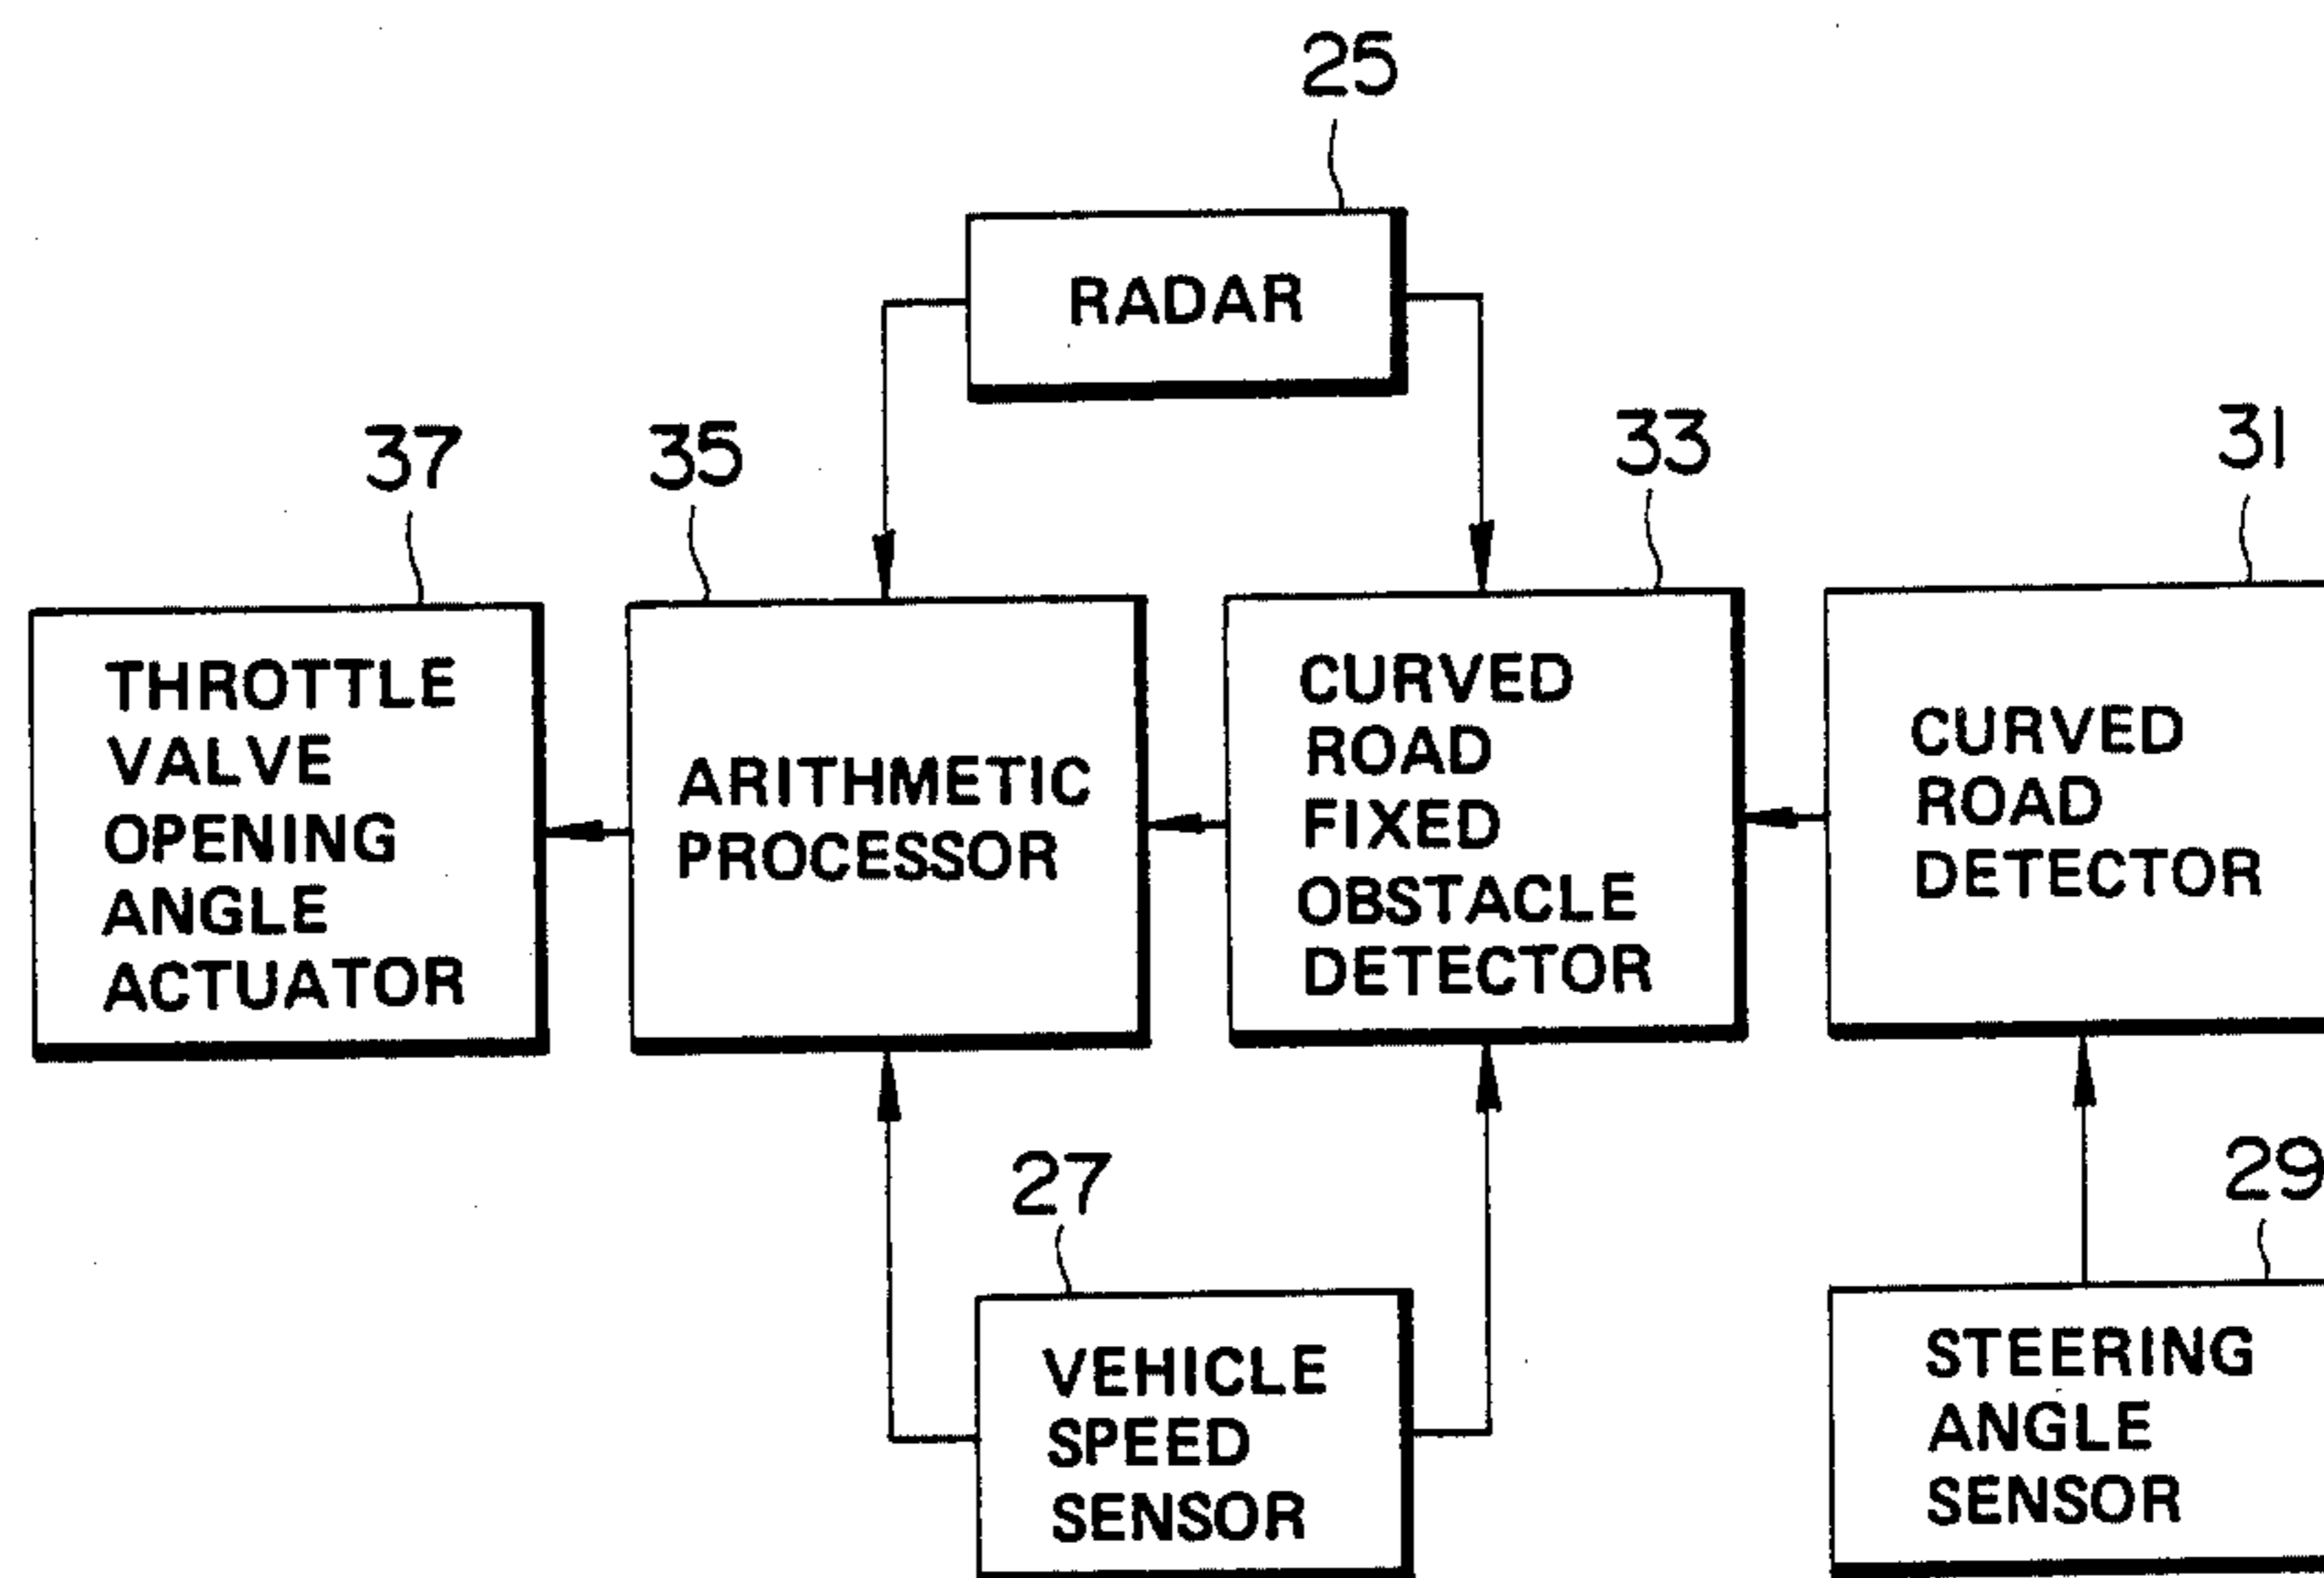 25
RADAR
37
35
33
31
THROTTLE
VALVE
OPENING
ANGLE
ACTUATOR
ARITHMETIC
PROCESSOR
CURVED
ROAD
FIXED
OBSTACLE
DETECTOR
CURVED
ROAD
DETECTOR
27
29
VEHICLE
SPEED
SENSOR
STEERING
ANGLE
SENSOR